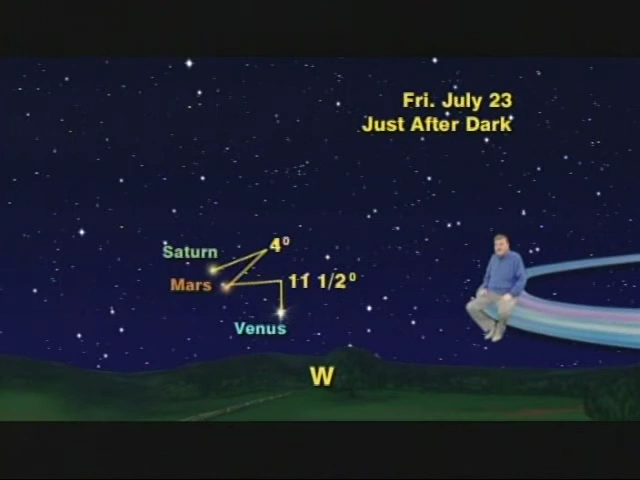 Fri. July 23
Just After Dark
4°
Saturn
Mars
11 1/2°
Venus
W